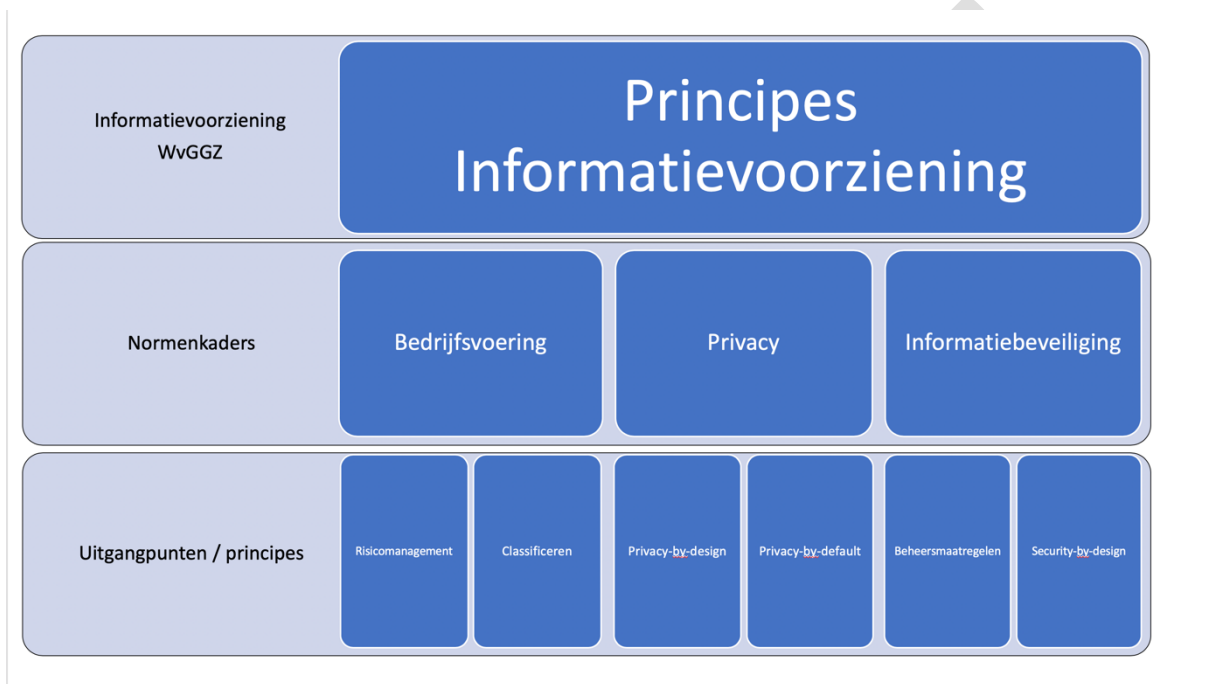 Informatievoorziening
WvGGZ
Principes
Informatievoorziening
Normenkaders
Bedrijfsvoering
Privacy
Informatiebeveiliging
Uitgangpunten / principes
Risicomanagement
Classificeren
Privacy-by-design
Privacy-by-default
Beheersmaatregelen
Security-by-design